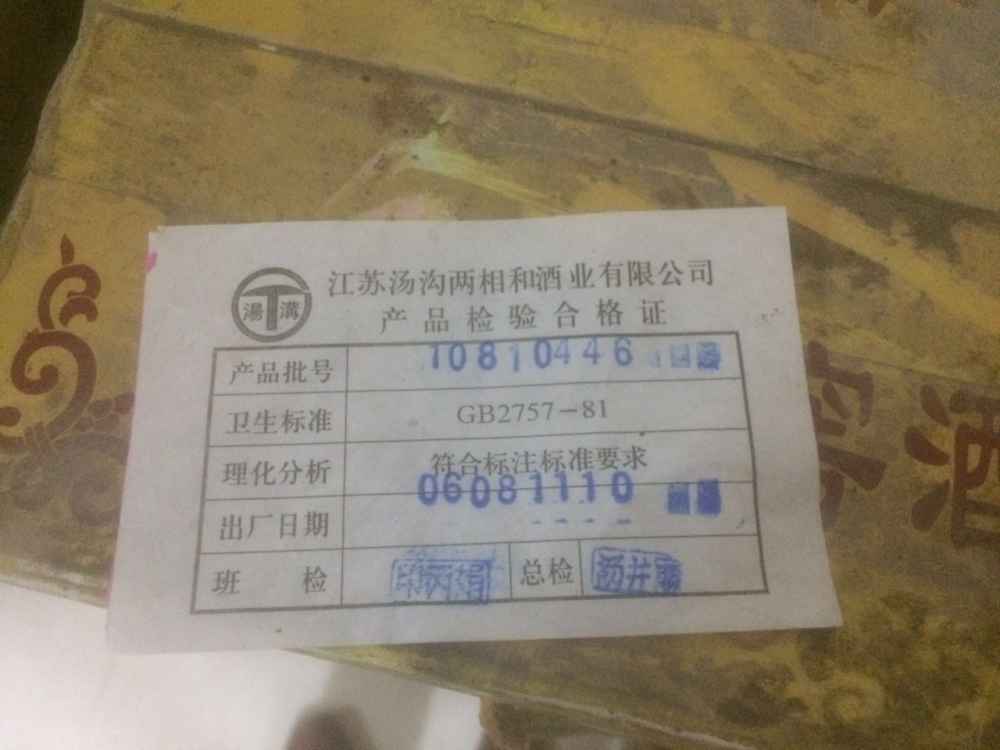 湯溝
江苏汤沟两相和酒业有限公司
产品检验合格证
产品批号 10810446
卫生标准 GB2757-81
理化分析 符合标注标准要求
出厂日期 06081110
班检 总检
酒